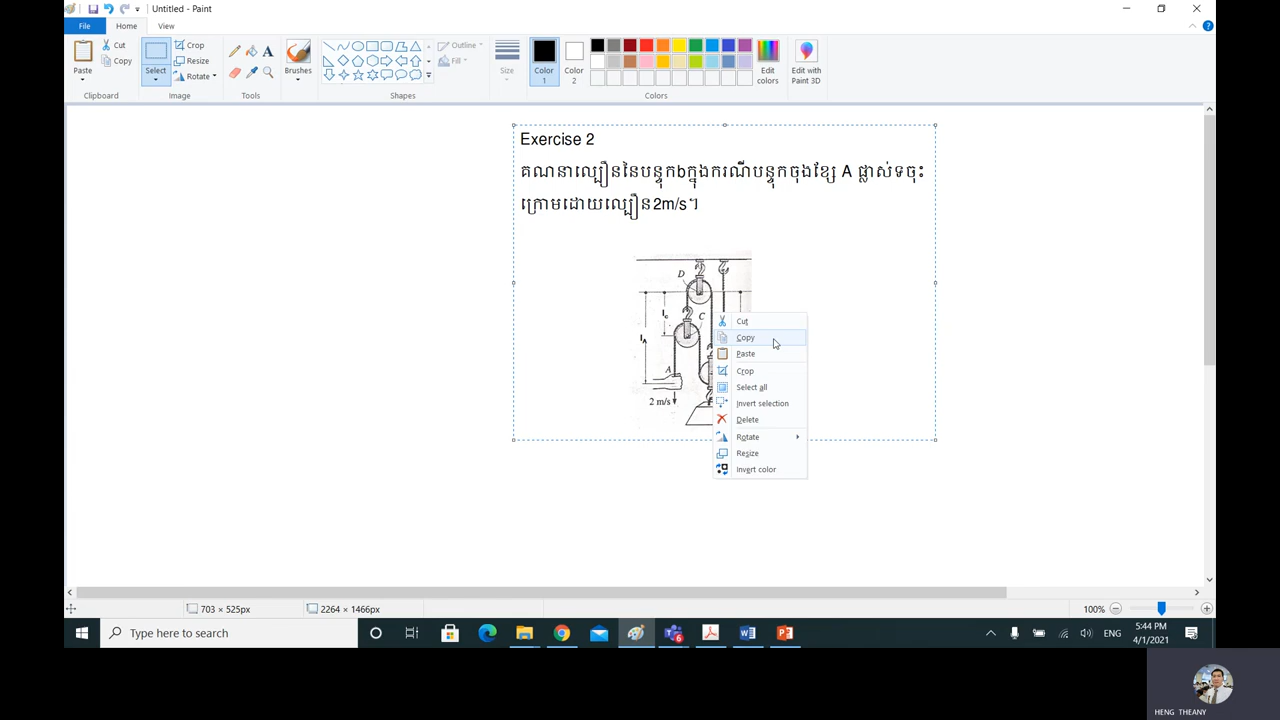 Untitled - Paint
File
Home
View
Paste
Cut
Copy
Clipboard
Select
Crop
Resize
Rotate
Image
Tools
Brushes
Shapes
Outline
Fill
Size
Color 1
Color 2
Edit colors
Colors
Edit with Paint 3D
Exercise 2
គណនាល្បឿននៃបន្ទុកbក្នុងករណីបន្ទុកចុងខ្សែ A ផ្លាស់ទចុះ
ក្រោមដោយល្បឿន2m/s។
D
C
lc
lA
A
2 m/s
Cut
Copy
Paste
Crop
Select all
Invert selection
Delete
Rotate
Resize
Invert color
703 × 525px
2264 × 1466px
100%
Type here to search
6
ENG
5:44 PM
4/1/2021
HENG THEANY